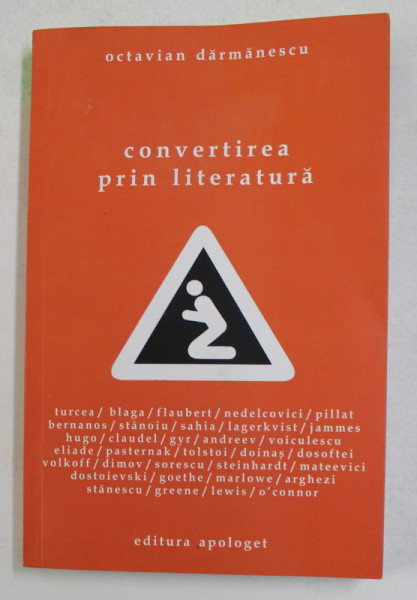 octavian dărmănescu
convertirea
prin literatură
turcea / blaga / flaubert / nedelcovici / pillat
bernanos / stănoiu / sahia / lagerkvist / jammes
hugo / claudel / gyr / andreev / voiculescu
eliade / pasternak / tolstoi / doinaș / dosoftei
volkoff / dimov / sorescu / steinhardt / mateevici
dostoievski / goethe / marlowe / arghezi
stănescu / greene / lewis / o'connor
editura apologet